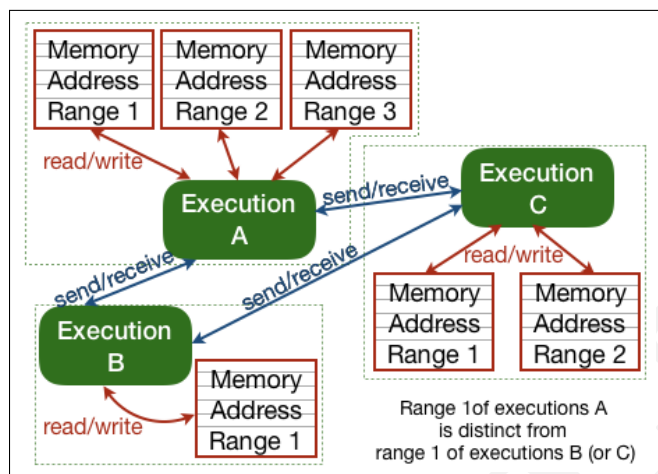 Memory
Address
Range 1
Memory
Address
Range 2
Memory
Address
Range 3
read/write
Execution
A
send/receive
Execution
C
send/receive
send/receive
read/write
Memory
Address
Range 1
Memory
Address
Range 2
Execution
B
read/write
Memory
Address
Range 1
Range 1of executions A
is distinct from
range 1 of executions B (or C)